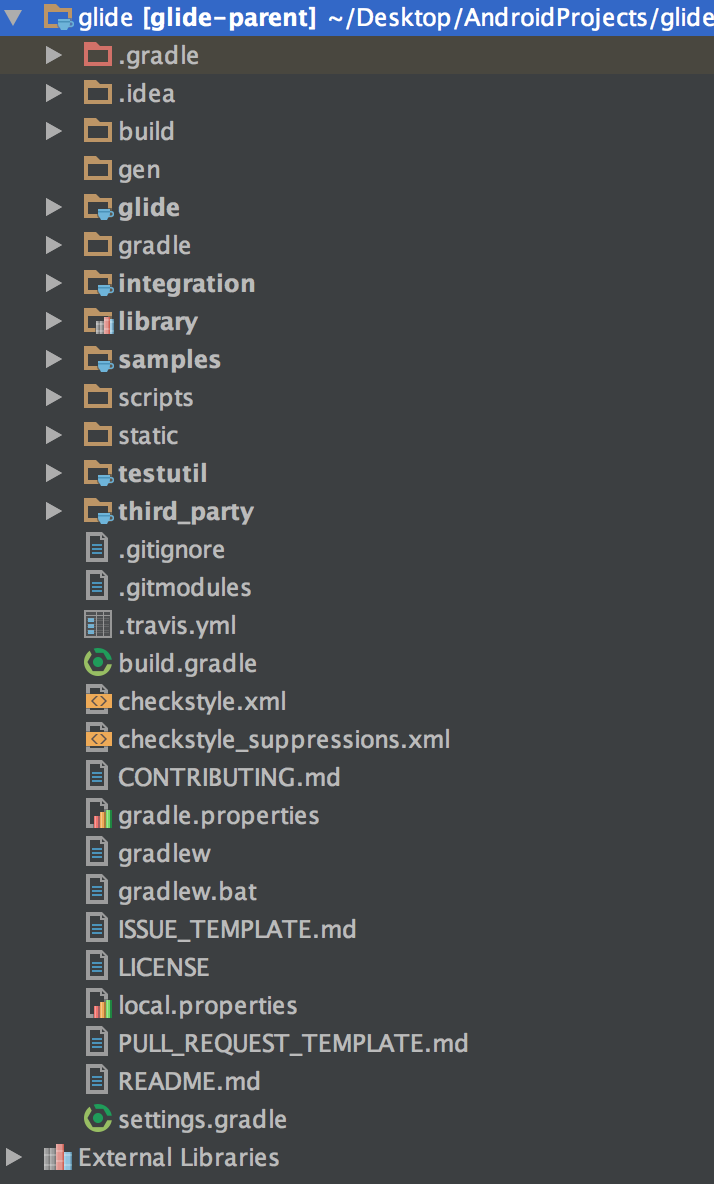 glide [glide-parent] ~/Desktop/AndroidProjects/glide
.gradle
.idea
build
gen
glide
gradle
integration
library
samples
scripts
static
testutil
third_party
.gitignore
.gitmodules
.travis.yml
build.gradle
checkstyle.xml
checkstyle_suppressions.xml
CONTRIBUTING.md
gradle.properties
gradlew
gradlew.bat
ISSUE_TEMPLATE.md
LICENSE
local.properties
PULL_REQUEST_TEMPLATE.md
README.md
settings.gradle
External Libraries